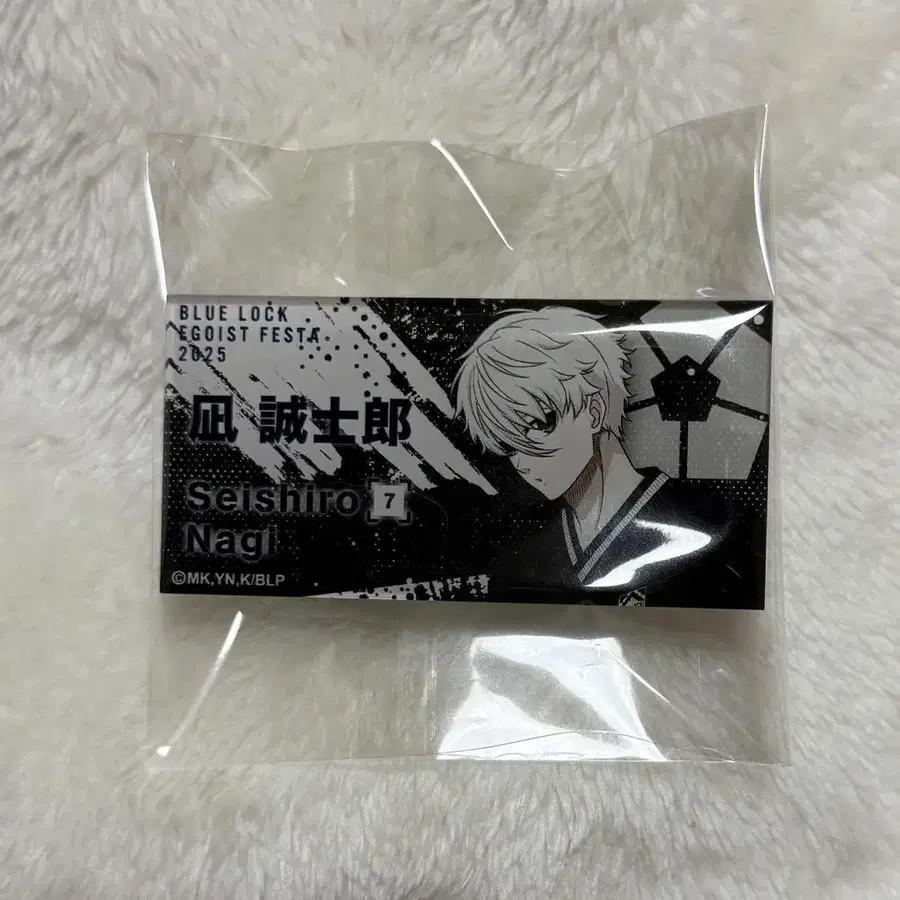 BLUE LOCK
EGOIST FESTA
2025
凪 誠士郎
Seishiro 7
Nagi
©MK,YN,K/BLP